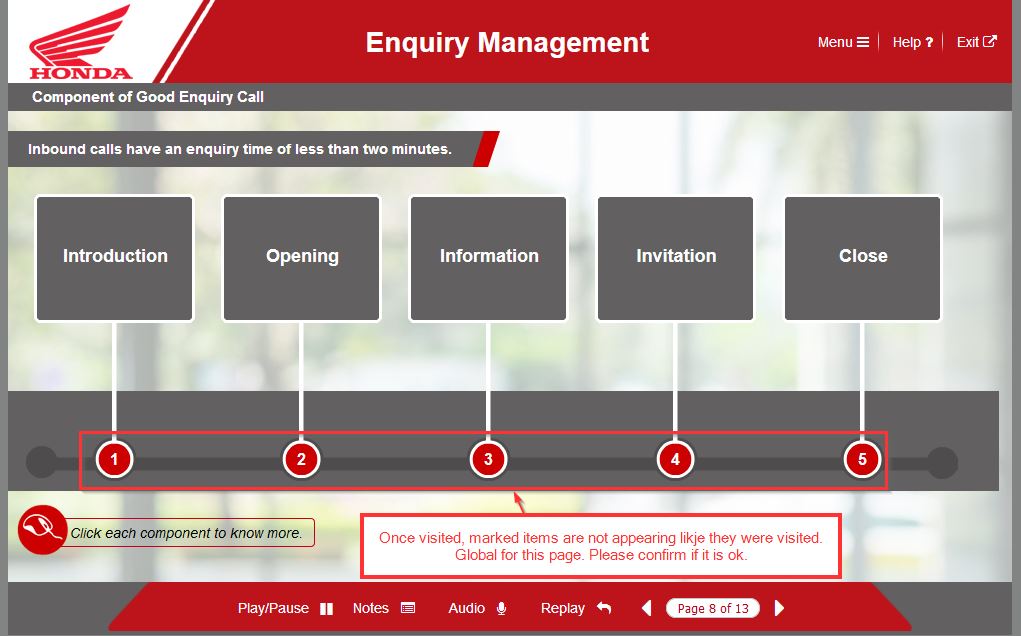 HONDA
Enquiry Management
Menu
Help ?
Exit
Component of Good Enquiry Call
Inbound calls have an enquiry time of less than two minutes.
Introduction
Opening
Information
Invitation
Close
1
2
3
4
5
Click each component to know more.
Once visited, marked items are not appearing likje they were visited.
Global for this page. Please confirm if it is ok.
Play/Pause
Notes
Audio
Replay
Page 8 of 13